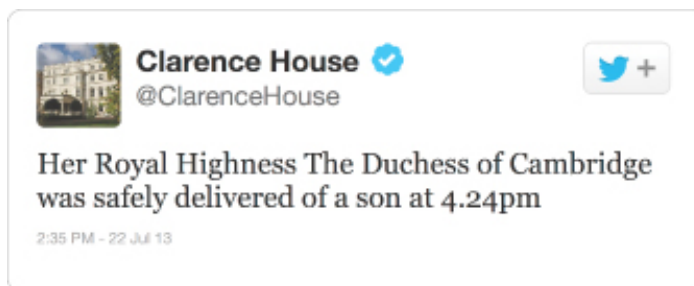 Clarence House
@ClarenceHouse
Her Royal Highness The Duchess of Cambridge
was safely delivered of a son at 4.24pm
2:35 PM - 22 Jul 13